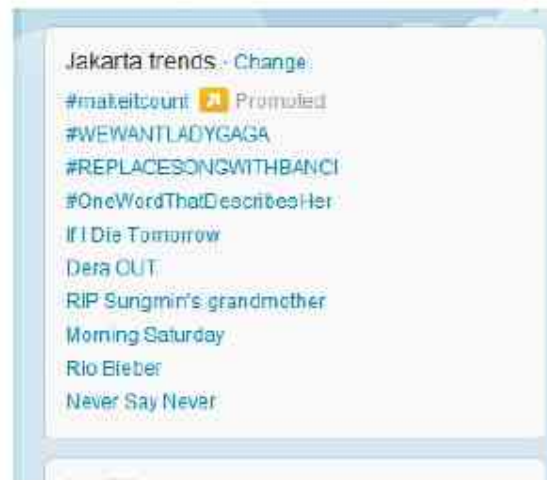 Jakarta trends · Change
#makeitcount Promoted
#WEWANTLADYGAGA
#REPLACESONGWITHBANCI
#OneWordThatDescribesHer
If I Die Tomorrow
Dera OUT
RIP Sungmin's grandmother
Morning Saturday
Rio Bieber
Never Say Never